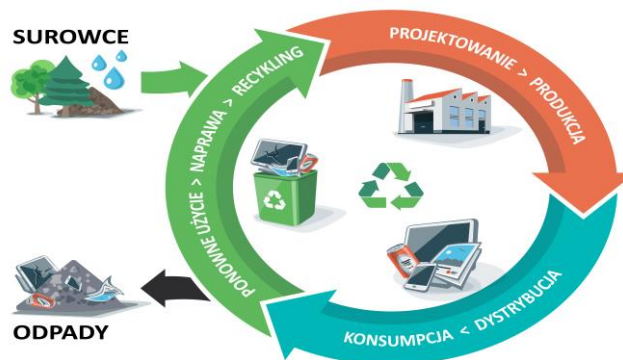 SUROWCE
PROJEKTOWANIE > PRODUKCJA
KONSUMPCJA < DYSTRYBUCJA
PONOWNE UŻYCIE > NAPRAWA > RECYKLING
ODPADY